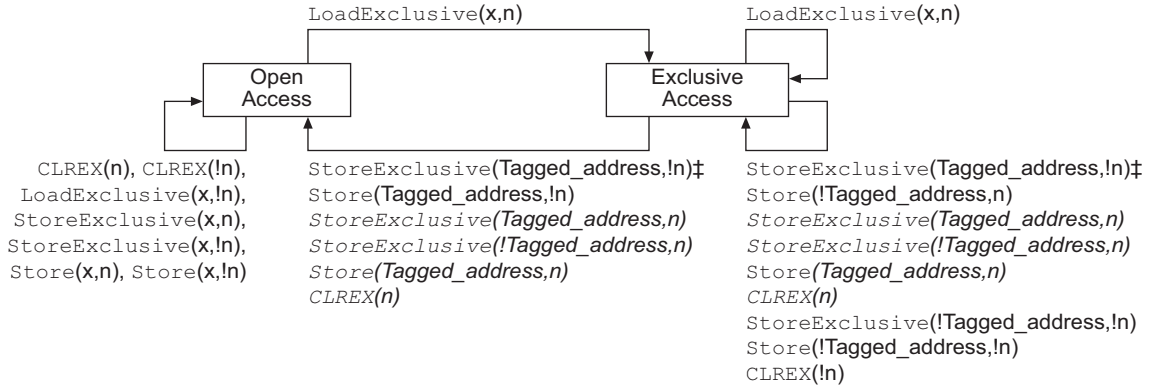 LoadExclusive(x,n)
LoadExclusive(x,n)
Open
Access
Exclusive
Access
CLREX(n), CLREX(!n),
LoadExclusive(x,!n),
StoreExclusive(x,n),
StoreExclusive(x,!n),
Store(x,n), Store(x,!n)
StoreExclusive(Tagged_address,!n)‡
Store(Tagged_address,!n)
StoreExclusive(Tagged_address,n)
StoreExclusive(!Tagged_address,n)
Store(Tagged_address,n)
CLREX(n)
StoreExclusive(Tagged_address,!n)‡
Store(!Tagged_address,n)
StoreExclusive(Tagged_address,n)
StoreExclusive(!Tagged_address,n)
Store(Tagged_address,n)
CLREX(n)
StoreExclusive(!Tagged_address,!n)
Store(!Tagged_address,!n)
CLREX(!n)